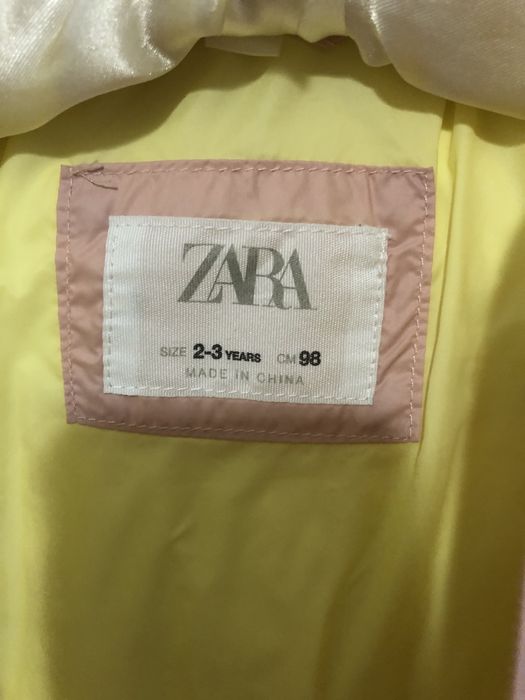 ZARA
SIZE 2-3 YEARS CM 98
MADE IN CHINA